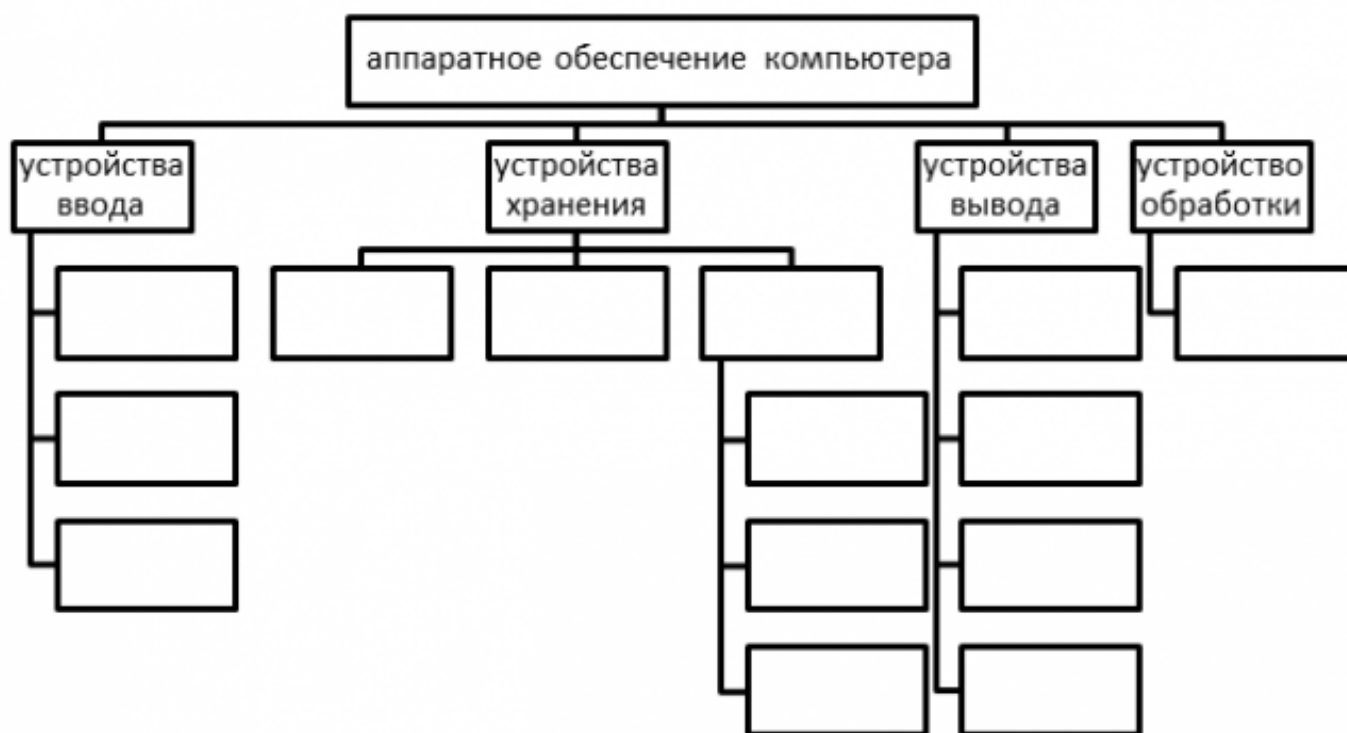 аппаратное обеспечение компьютера
устройства
ввода
устройства
хранения
устройства
вывода
устройство
обработки